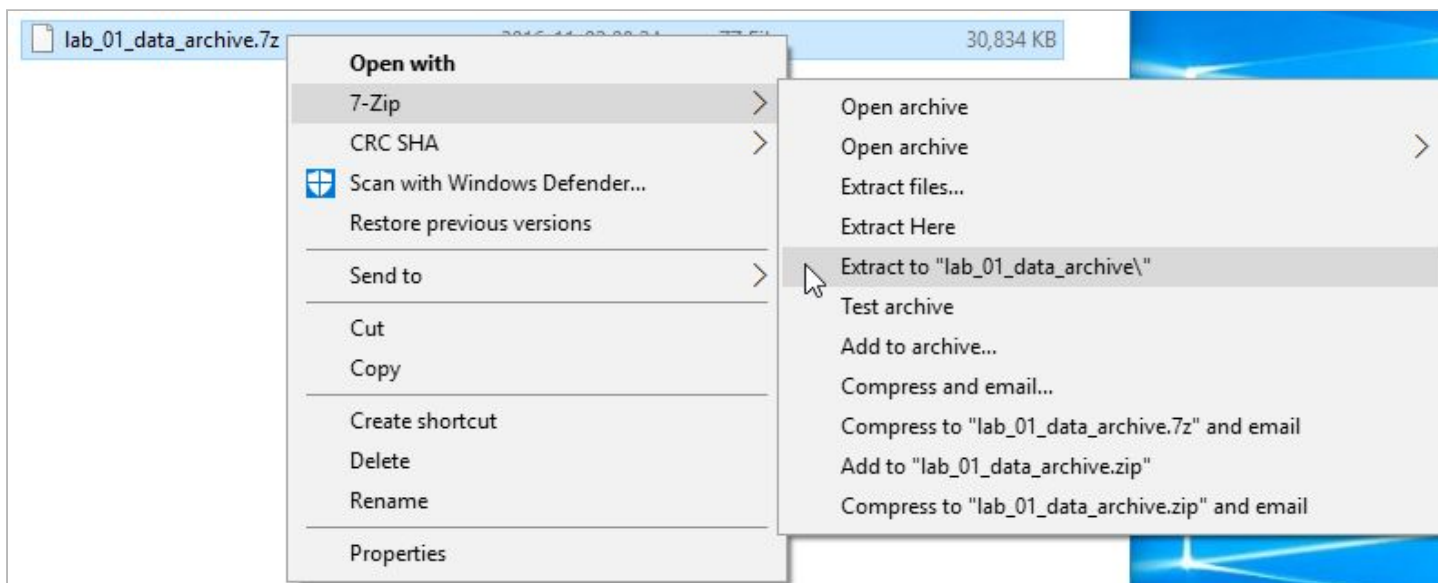 lab_01_data_archive.7z
30,834 KB
Open with
7-Zip
CRC SHA
Scan with Windows Defender...
Restore previous versions
Send to
Cut
Copy
Create shortcut
Delete
Rename
Properties
Open archive
Open archive
Extract files...
Extract Here
Extract to "lab_01_data_archive\"
Test archive
Add to archive...
Compress and email...
Compress to "lab_01_data_archive.7z" and email
Add to "lab_01_data_archive.zip"
Compress to "lab_01_data_archive.zip" and email